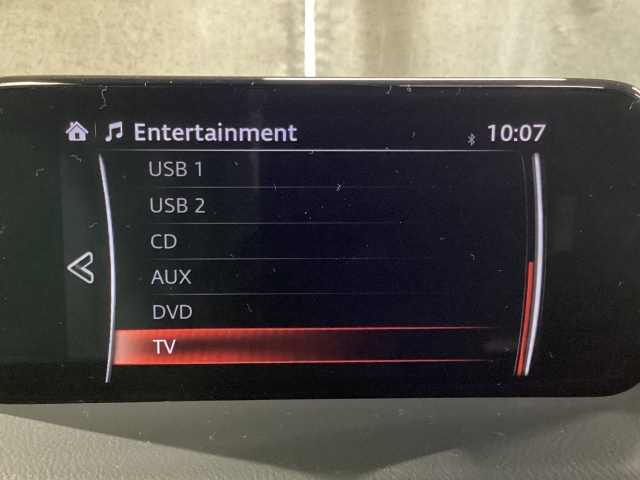 Entertainment 10:07
USB 1
USB 2
CD
AUX
DVD
TV